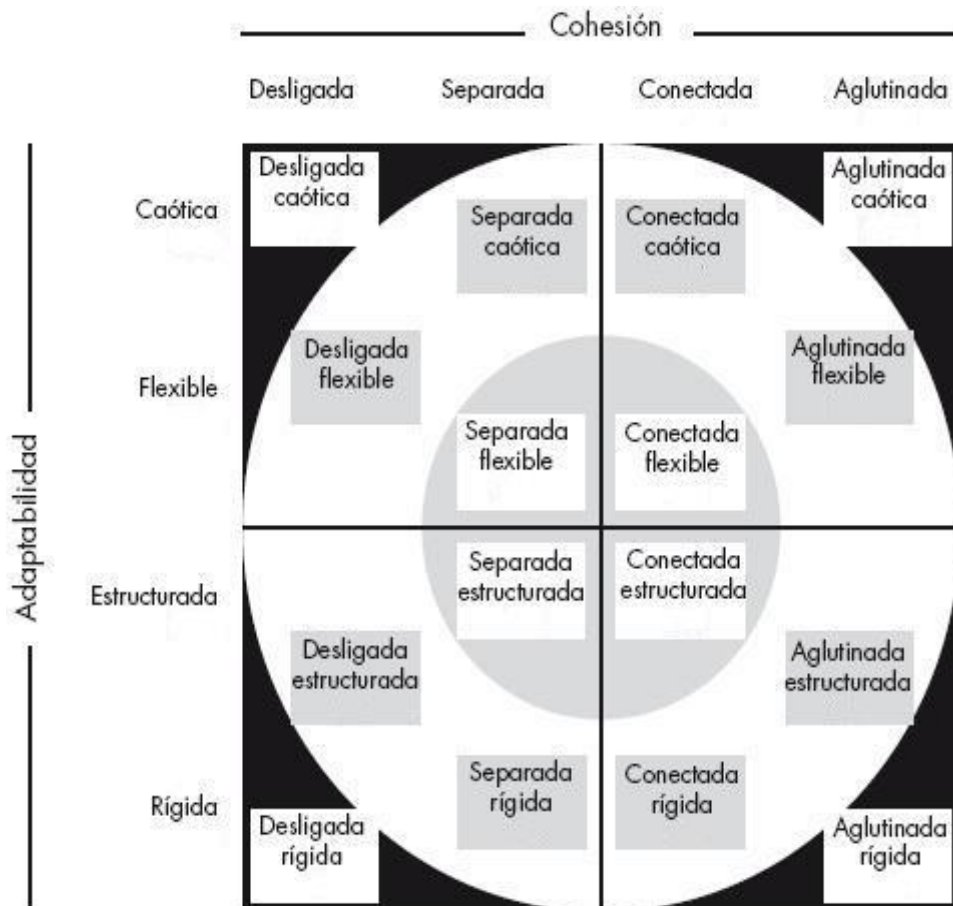 Cohesión
Desligada Separada Conectada Aglutinada
Adaptabilidad
Caótica
Desligada
caótica
Separada
caótica
Conectada
caótica
Aglutinada
caótica
Flexible
Desligada
flexible
Separada
flexible
Conectada
flexible
Aglutinada
flexible
Estructurada
Desligada
estructurada
Separada
estructurada
Conectada
estructurada
Aglutinada
estructurada
Rígida
Desligada
rígida
Separada
rígida
Conectada
rígida
Aglutinada
rígida